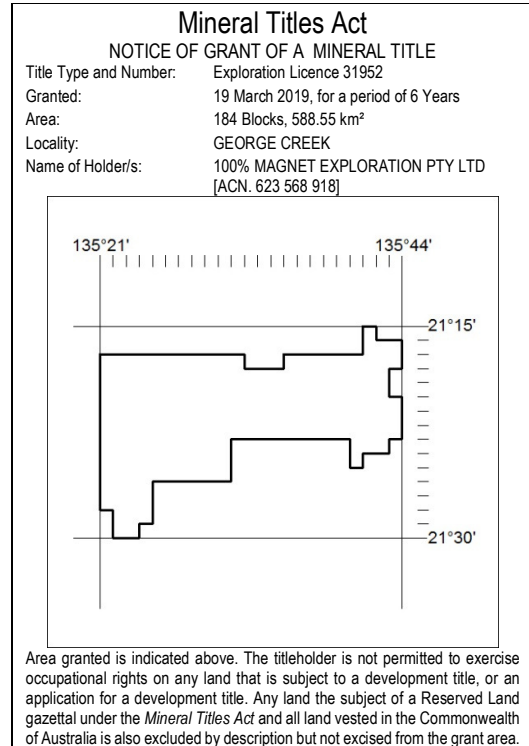 Mineral Titles Act
NOTICE OF GRANT OF A MINERAL TITLE
Title Type and Number: Exploration Licence 31952
Granted: 19 March 2019, for a period of 6 Years
Area: 184 Blocks, 588.55 km²
Locality: GEORGE CREEK
Name of Holder/s: 100% MAGNET EXPLORATION PTY LTD
[ACN. 623 568 918]
135°21' 135°44'
21°15'
21°30'
Area granted is indicated above. The titleholder is not permitted to exercise
occupational rights on any land that is subject to a development title, or an
application for a development title. Any land the subject of a Reserved Land
gazettal under the Mineral Titles Act and all land vested in the Commonwealth
of Australia is also excluded by description but not excised from the grant area.